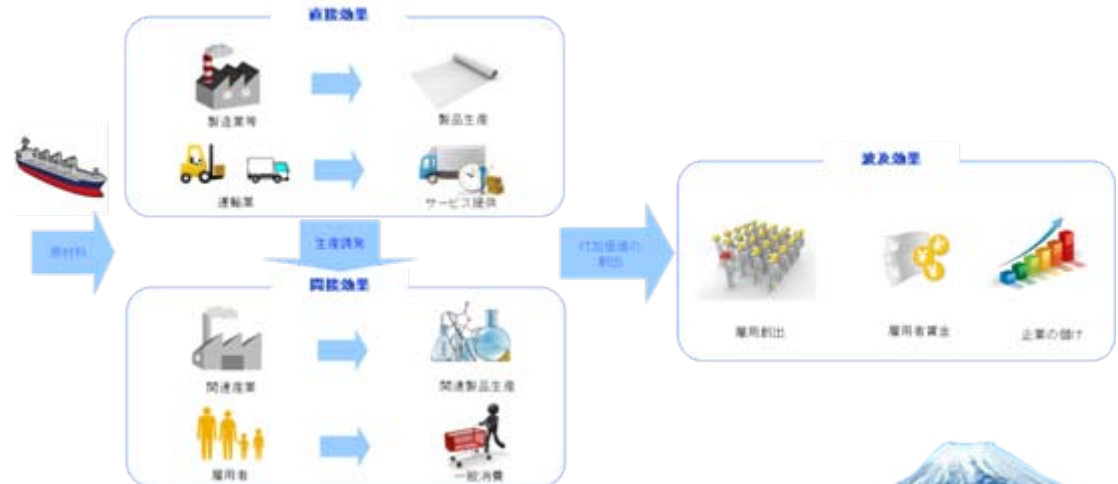 直接効果
製造業等
製品生産
運輸業
サービス提供
原材料
生産誘発
付加価値の
創出
間接効果
関連産業
関連製品生産
雇用者
一般消費
波及効果
雇用創出
雇用者賃金
企業の儲け